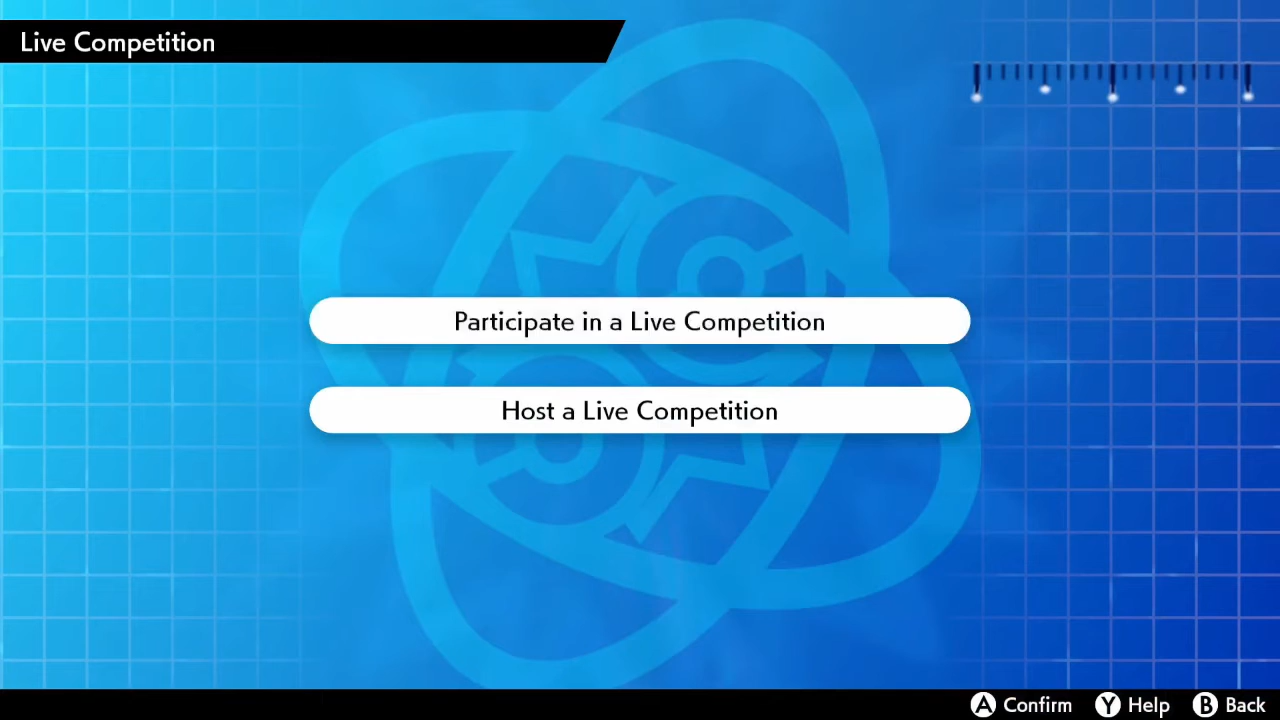 Live Competition
Participate in a Live Competition
Host a Live Competition
A Confirm Y Help B Back